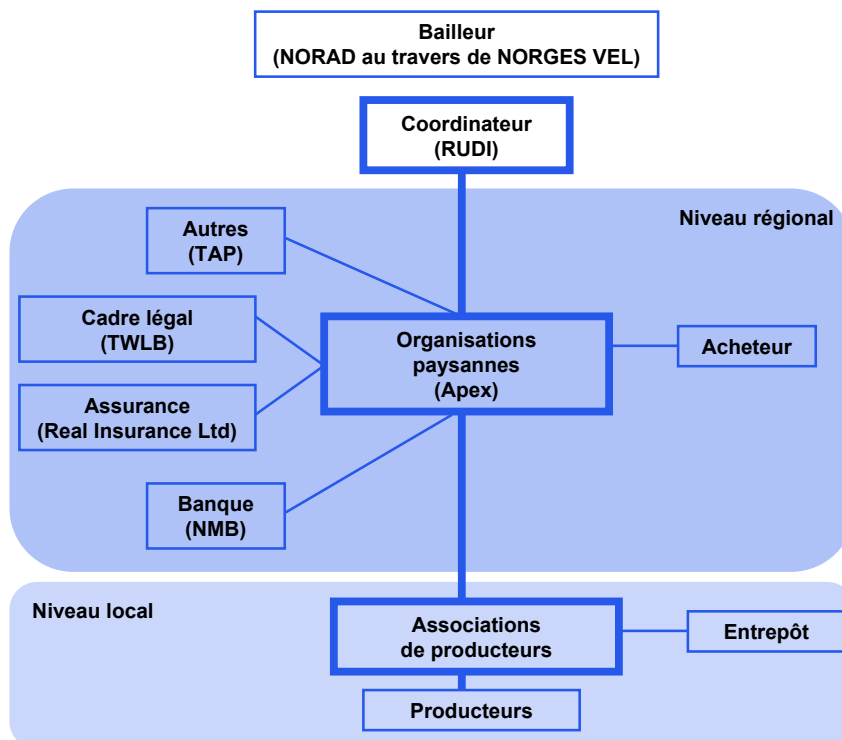 Bailleur
(NORAD au travers de NORGES VEL)
Coordinateur
(RUDI)
Niveau régional
Autres
(TAP)
Cadre légal
(TWLB)
Organisations
paysannes
(Apex)
Acheteur
Assurance
(Real Insurance Ltd)
Banque
(NMB)
Niveau local
Associations
de producteurs
Entrepôt
Producteurs